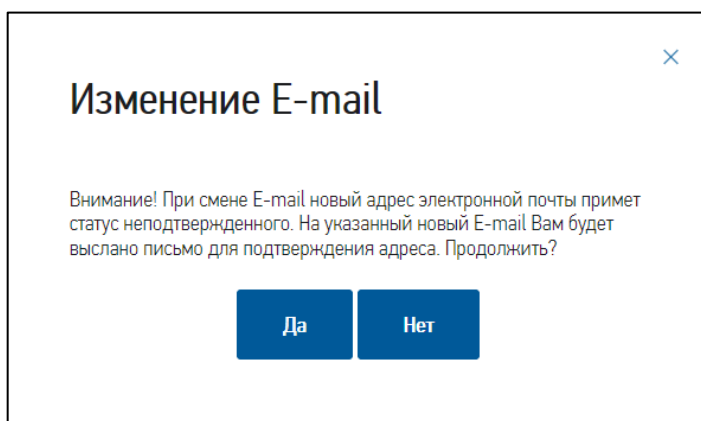 Изменение E-mail
Внимание! При смене E-mail новый адрес электронной почты примет
статус неподтвержденного. На указанный новый E-mail Вам будет
выслано письмо для подтверждения адреса. Продолжить?
Да Нет